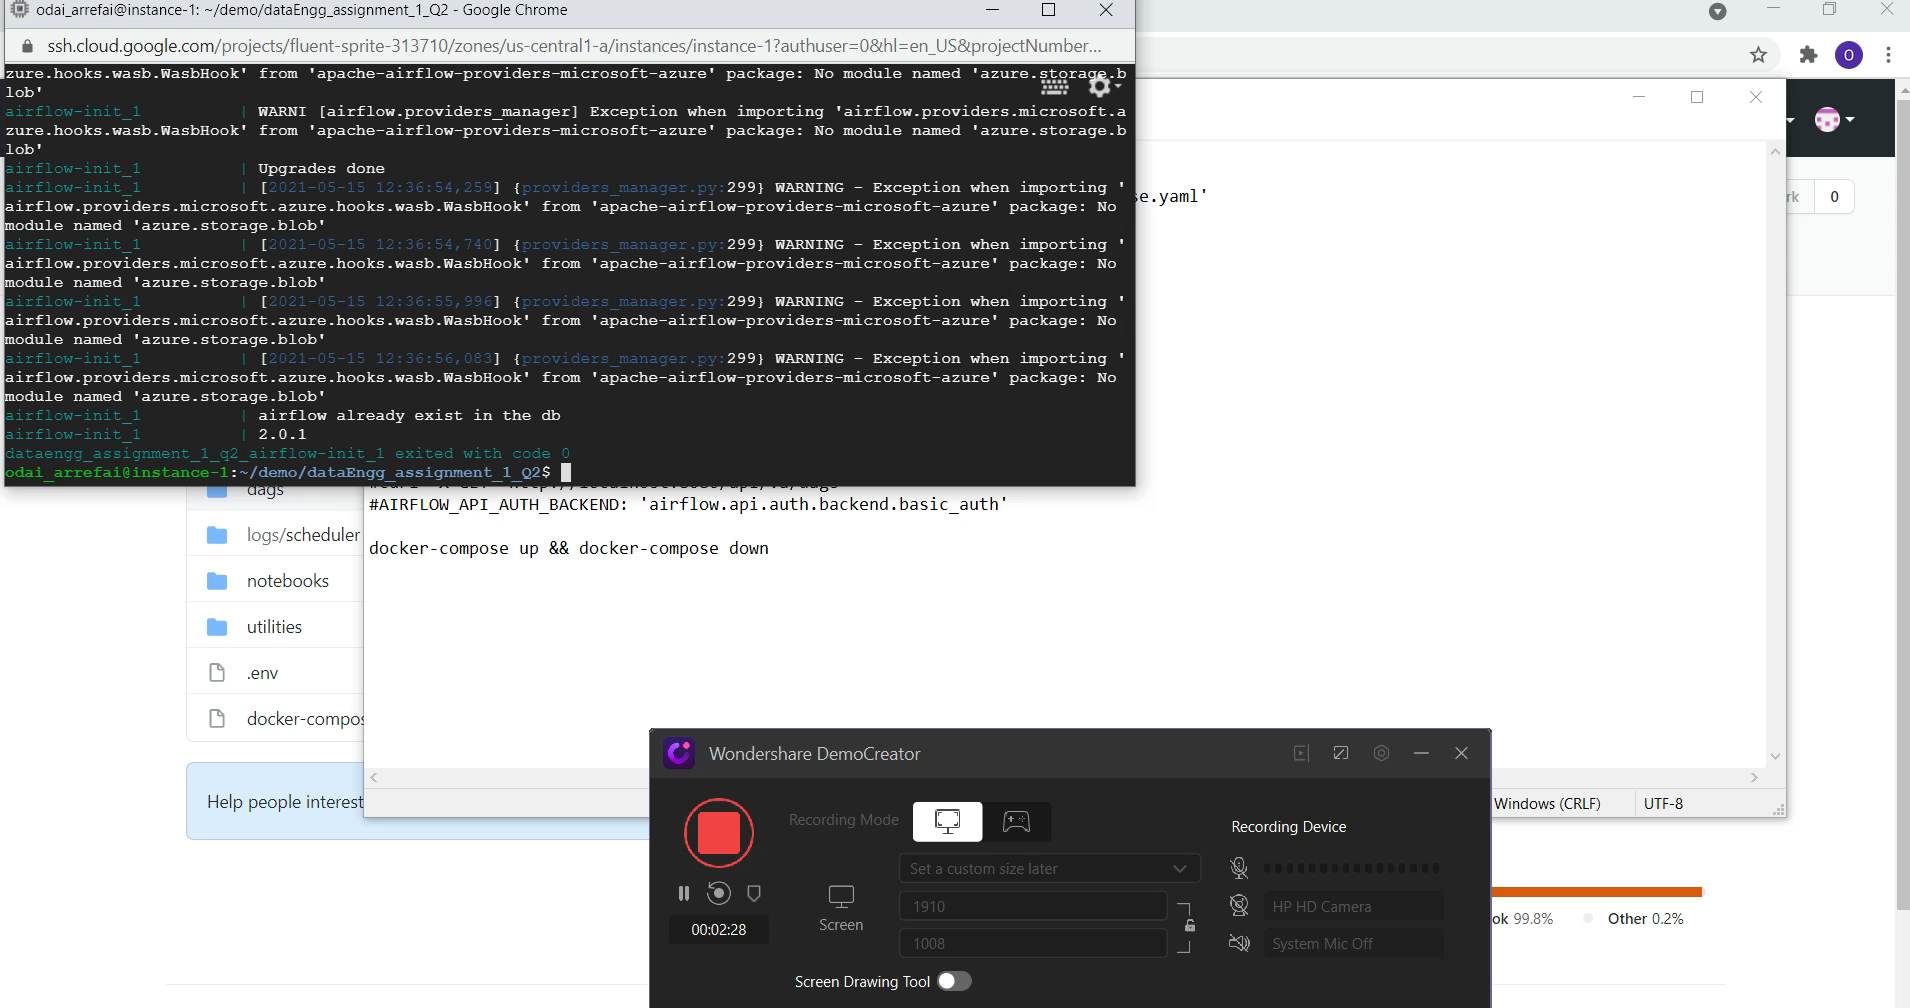 odai_arrefai@instance-1: ~/demo/dataEngg_assignment_1_Q2 - Google Chrome
ssh.cloud.google.com/projects/fluent-sprite-313710/zones/us-central1-a/instances/instance-1?authuser=0&hl=en_US&projectNumber...
O
zure.hooks.wasb.WasbHook' from 'apache-airflow-providers-microsoft-azure' package: No module named 'azure.storage.b
lob'
airflow-init_1 | WARNI [airflow.providers_manager] Exception when importing 'airflow.providers.microsoft.a
zure.hooks.wasb.WasbHook' from 'apache-airflow-providers-microsoft-azure' package: No module named 'azure.storage.b
lob'
airflow-init_1 | Upgrades done
airflow-init_1 | [2021-05-15 12:36:54,259] {providers_manager.py:299} WARNING - Exception when importing '
airflow.providers.microsoft.azure.hooks.wasb.WasbHook' from 'apache-airflow-providers-microsoft-azure' package: No
module named 'azure.storage.blob'
airflow-init_1 | [2021-05-15 12:36:54,740] {providers_manager.py:299} WARNING - Exception when importing '
airflow.providers.microsoft.azure.hooks.wasb.WasbHook' from 'apache-airflow-providers-microsoft-azure' package: No
module named 'azure.storage.blob'
airflow-init_1 | [2021-05-15 12:36:55,996] {providers_manager.py:299} WARNING - Exception when importing '
airflow.providers.microsoft.azure.hooks.wasb.WasbHook' from 'apache-airflow-providers-microsoft-azure' package: No
module named 'azure.storage.blob'
airflow-init_1 | [2021-05-15 12:36:56,083] {providers_manager.py:299} WARNING - Exception when importing '
airflow.providers.microsoft.azure.hooks.wasb.WasbHook' from 'apache-airflow-providers-microsoft-azure' package: No
module named 'azure.storage.blob'
airflow-init_1 | airflow already exist in the db
airflow-init_1 | 2.0.1
dataengg_assignment_1_q2_airflow-init_1 exited with code 0
odai_arrefai@instance-1:~/demo/dataEngg_assignment_1_Q2$
se.yaml'
rk 0
#AIRFLOW_API_AUTH_BACKEND: 'airflow.api.auth.backend.basic_auth'
docker-compose up && docker-compose down
Windows (CRLF) UTF-8
dags
logs/scheduler
notebooks
utilities
.env
docker-compos
Help people interest
Wondershare DemoCreator
Recording Mode
Set a custom size later
Screen
1910
1008
00:02:28
Screen Drawing Tool
Recording Device
HP HD Camera
System Mic Off
ok 99.8% Other 0.2%